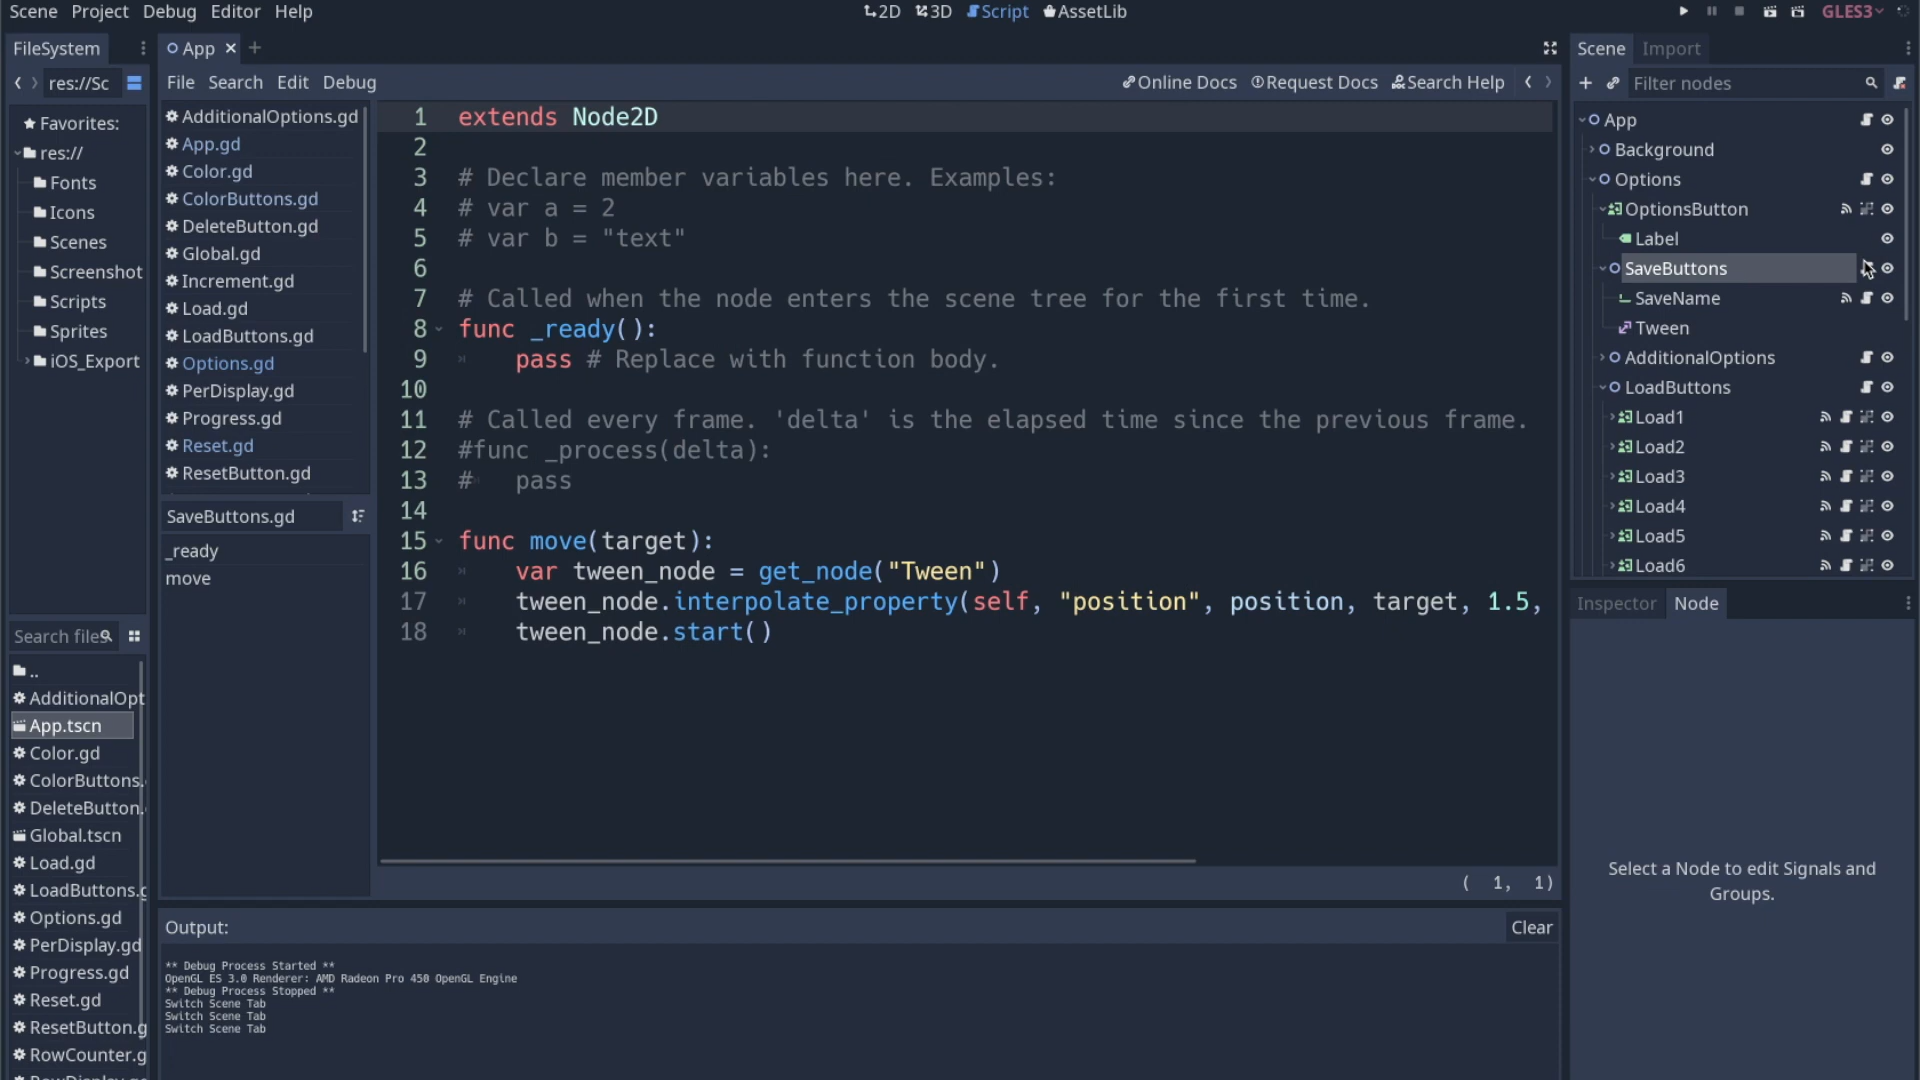 Scene Project Debug Editor Help
2D 3D Script AssetLib
GLES3
FileSystem
res://Sc
Favorites:
res://
Fonts
Icons
Scenes
Screenshot
Scripts
Sprites
iOS_Export
Search files
..
AdditionalOpt
App.tscn
Color.gd
ColorButtons.
DeleteButton.
Global.tscn
Load.gd
LoadButtons.g
Options.gd
PerDisplay.gd
Progress.gd
Reset.gd
ResetButton.g
RowCounter.g
App
File Search Edit Debug
Online Docs Request Docs Search Help
AdditionalOptions.gd
App.gd
Color.gd
ColorButtons.gd
DeleteButton.gd
Global.gd
Increment.gd
Load.gd
LoadButtons.gd
Options.gd
PerDisplay.gd
Progress.gd
Reset.gd
ResetButton.gd
SaveButtons.gd
_ready
move
1 extends Node2D
2
3 # Declare member variables here. Examples:
4 # var a = 2
5 # var b = "text"
6
7 # Called when the node enters the scene tree for the first time.
8 func _ready():
9 pass # Replace with function body.
10
11 # Called every frame. 'delta' is the elapsed time since the previous frame.
12 #func _process(delta):
13 # pass
14
15 func move(target):
16 var tween_node = get_node("Tween")
17 tween_node.interpolate_property(self, "position", position, target, 1.5,
18 tween_node.start()
( 1, 1)
Output:
Clear
** Debug Process Started **
OpenGL ES 3.0 Renderer: AMD Radeon Pro 450 OpenGL Engine
** Debug Process Stopped **
Switch Scene Tab
Switch Scene Tab
Switch Scene Tab
Scene Import
Filter nodes
App
Background
Options
OptionsButton
Label
SaveButtons
SaveName
Tween
AdditionalOptions
LoadButtons
Load1
Load2
Load3
Load4
Load5
Load6
Inspector Node
Select a Node to edit Signals and
Groups.